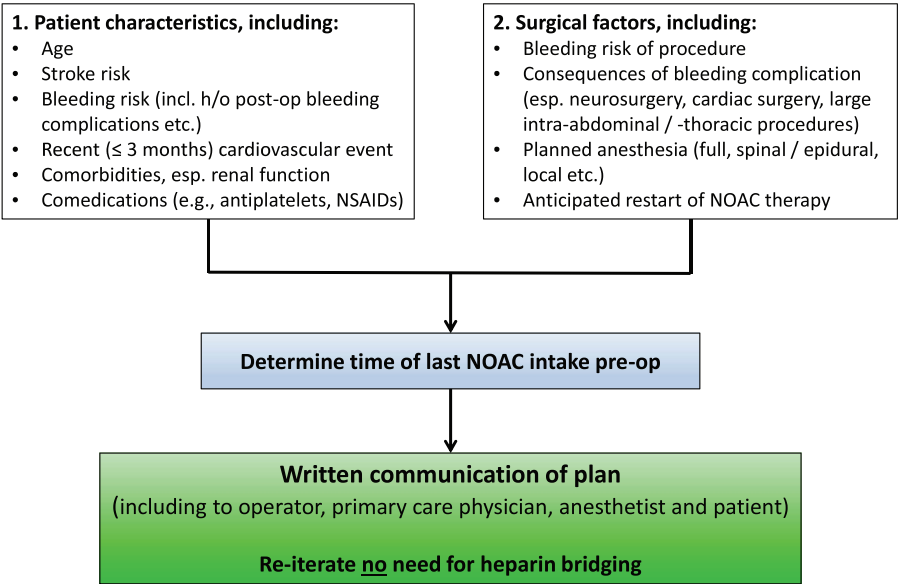 1. Patient characteristics, including:
• Age
• Stroke risk
• Bleeding risk (incl. h/o post-op bleeding
complications etc.)
• Recent (≤ 3 months) cardiovascular event
• Comorbidities, esp. renal function
• Comedications (e.g., antiplatelets, NSAIDs)
2. Surgical factors, including:
• Bleeding risk of procedure
• Consequences of bleeding complication
(esp. neurosurgery, cardiac surgery, large
intra-abdominal / -thoracic procedures)
• Planned anesthesia (full, spinal / epidural,
local etc.)
• Anticipated restart of NOAC therapy
Determine time of last NOAC intake pre-op
Written communication of plan
(including to operator, primary care physician, anesthetist and patient)
Re-iterate no need for heparin bridging